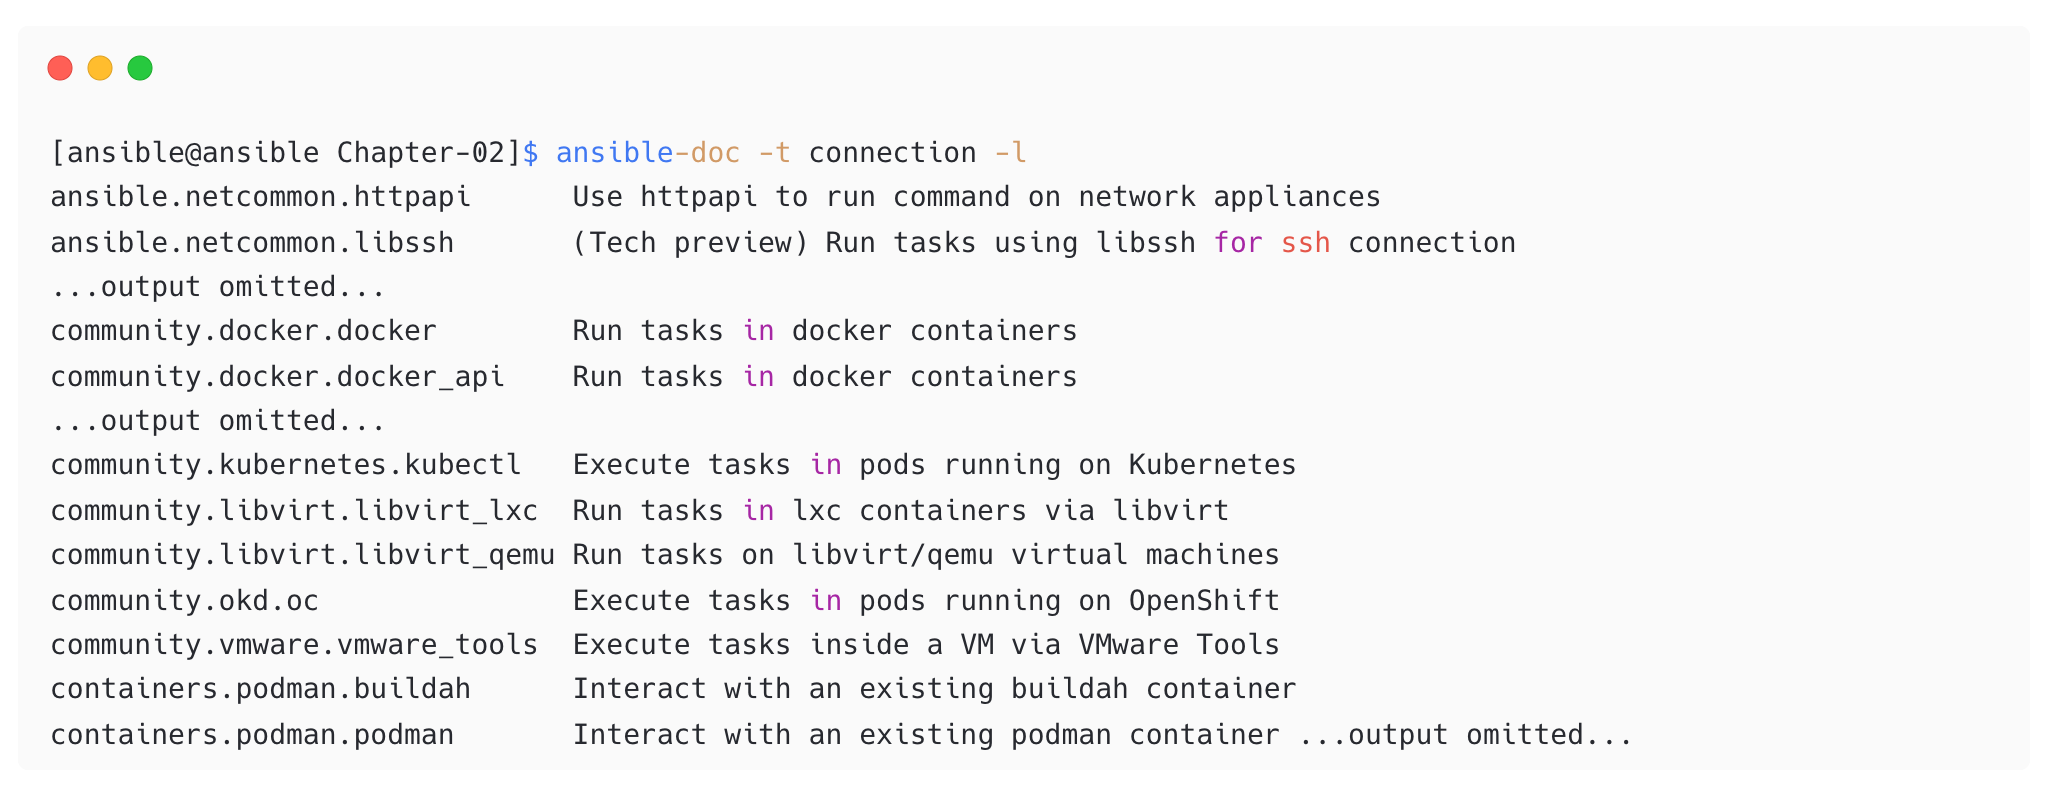 [ansible@ansible Chapter-02]$ ansible-doc -t connection -l
ansible.netcommon.httpapi      Use httpapi to run command on network appliances
ansible.netcommon.libssh       (Tech preview) Run tasks using libssh for ssh connection
...output omitted...
community.docker.docker        Run tasks in docker containers
community.docker.docker_api    Run tasks in docker containers
...output omitted...
community.kubernetes.kubectl   Execute tasks in pods running on Kubernetes
community.libvirt.libvirt_lxc  Run tasks in lxc containers via libvirt
community.libvirt.libvirt_qemu Run tasks on libvirt/qemu virtual machines
community.okd.oc               Execute tasks in pods running on OpenShift
community.vmware.vmware_tools  Execute tasks inside a VM via VMware Tools
containers.podman.buildah      Interact with an existing buildah container
containers.podman.podman       Interact with an existing podman container ...output omitted...